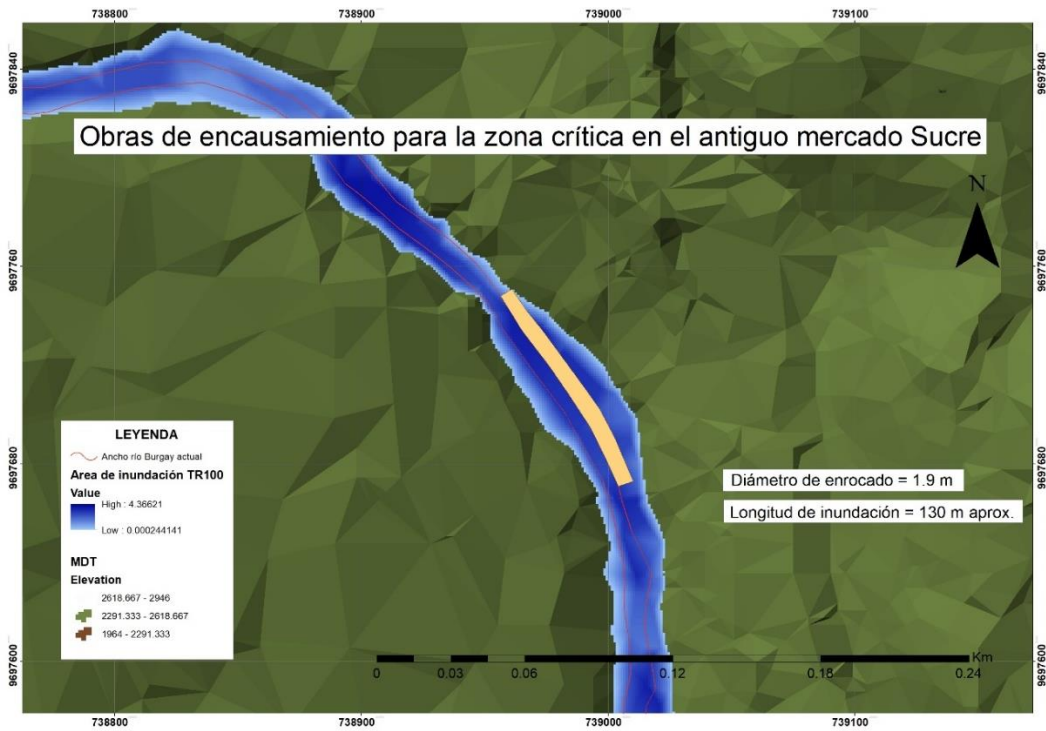 738800 738900 739000 739100
9697840 9697840
Obras de encausamiento para la zona crítica en el antiguo mercado Sucre
N
9697760 9697760
LEYENDA
Ancho río Burgay actual
Area de inundación TR100
Value
High : 4.36621
Low : 0.000244141
MDT
Elevation
2618.667 - 2946
2291.333 - 2618.667
1964 - 2291.333
9697680 9697680
Diámetro de enrocado = 1.9 m
Longitud de inundación = 130 m aprox.
9697600 9697600
Km
0 0.03 0.06 0.12 0.18 0.24
738800 738900 739000 739100